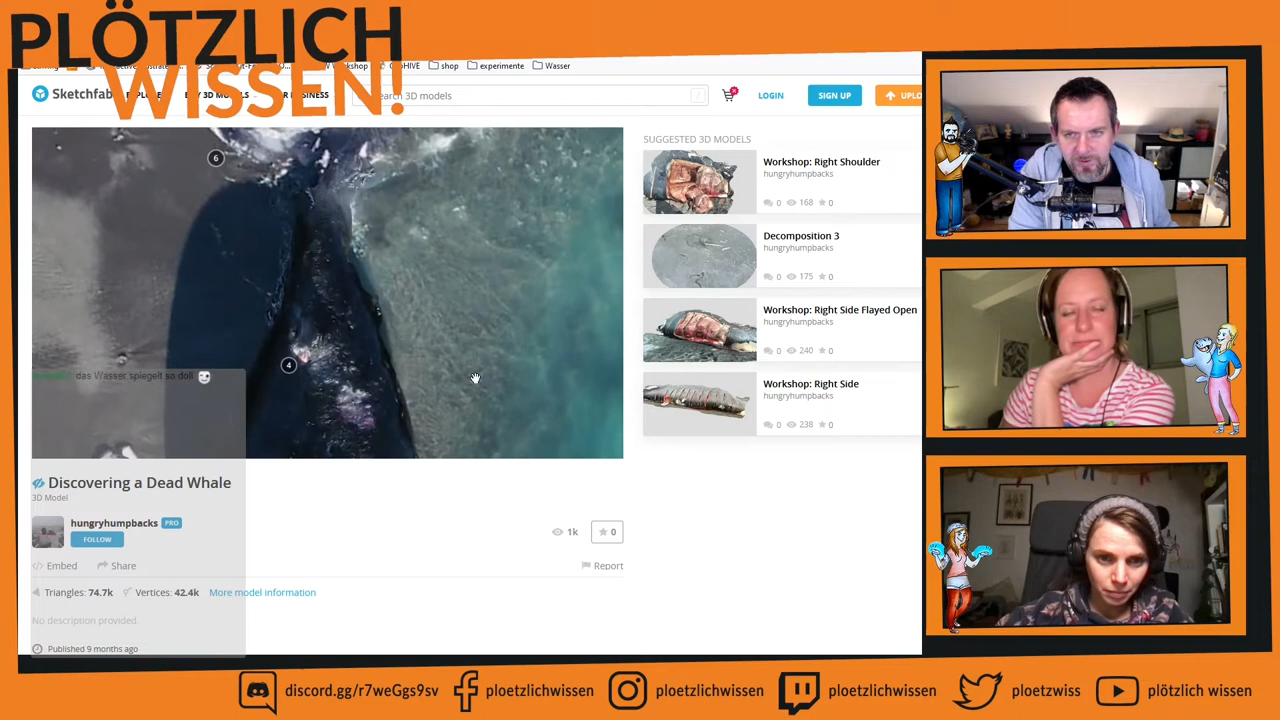 PLÖTZLICH
WISSEN!
shop
experimente
Wasser
Sketchfab
BUSINESS
search 3D models
/
LOGIN
SIGN UP
UPLO
SUGGESTED 3D MODELS
Workshop: Right Shoulder
hungryhumpbacks
0 168 0
Decomposition 3
hungryhumpbacks
0 175 0
Workshop: Right Side Flayed Open
hungryhumpbacks
0 240 0
Workshop: Right Side
hungryhumpbacks
0 238 0
6
4
das Wasser spiegelt so doll
Discovering a Dead Whale
3D Model
hungryhumpbacks PRO
FOLLOW
1k
0
Embed
Share
Report
Triangles: 74.7k
Vertices: 42.4k
More model information
No description provided.
Published 9 months ago
discord.gg/r7weGgs9sv
ploetzlichwissen
ploetzlichwissen
ploetzlichwissen
ploetzwiss
plötzlich wissen